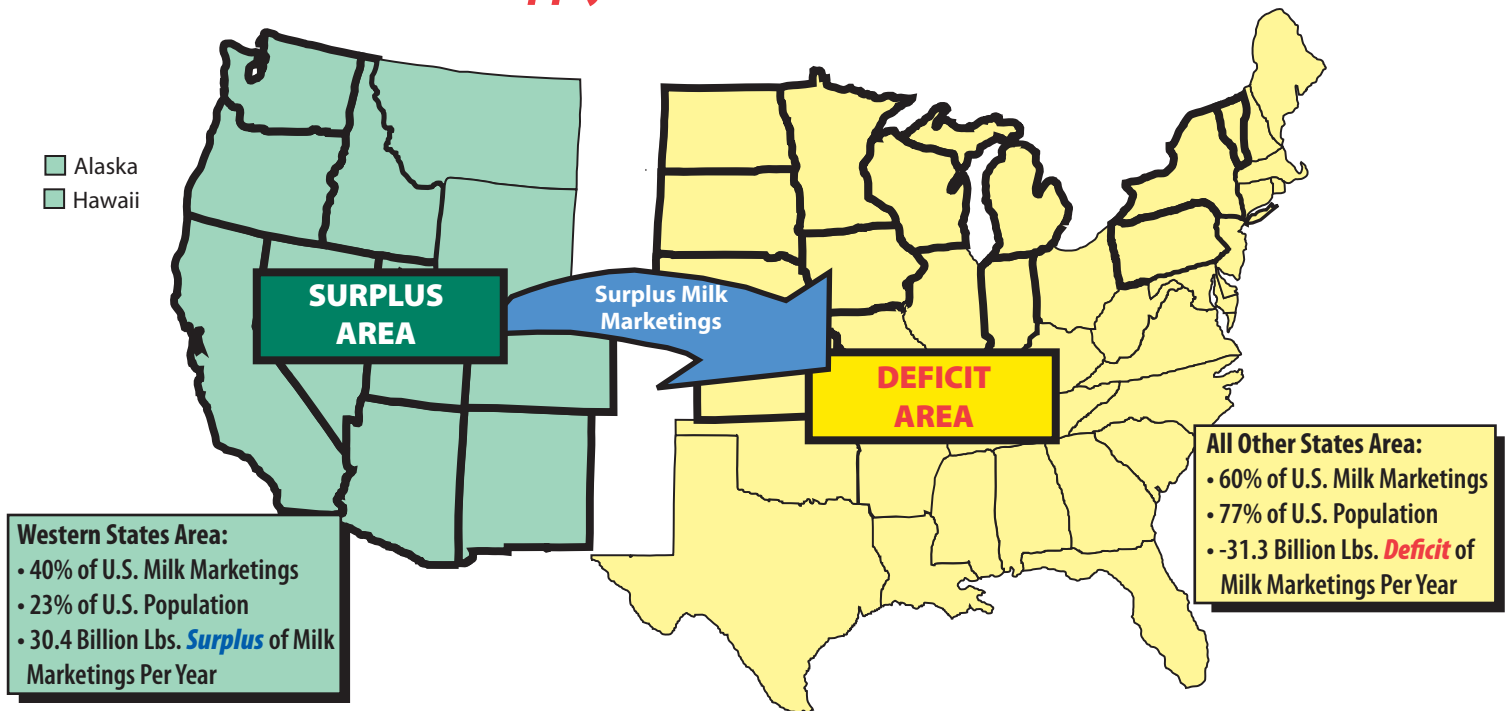 Alaska
Hawaii
SURPLUS
AREA
Surplus Milk
Marketings
DEFICIT
AREA
Western States Area:
• 40% of U.S. Milk Marketings
• 23% of U.S. Population
• 30.4 Billion Lbs. Surplus of Milk
Marketings Per Year
All Other States Area:
• 60% of U.S. Milk Marketings
• 77% of U.S. Population
• -31.3 Billion Lbs. Deficit of
Milk Marketings Per Year